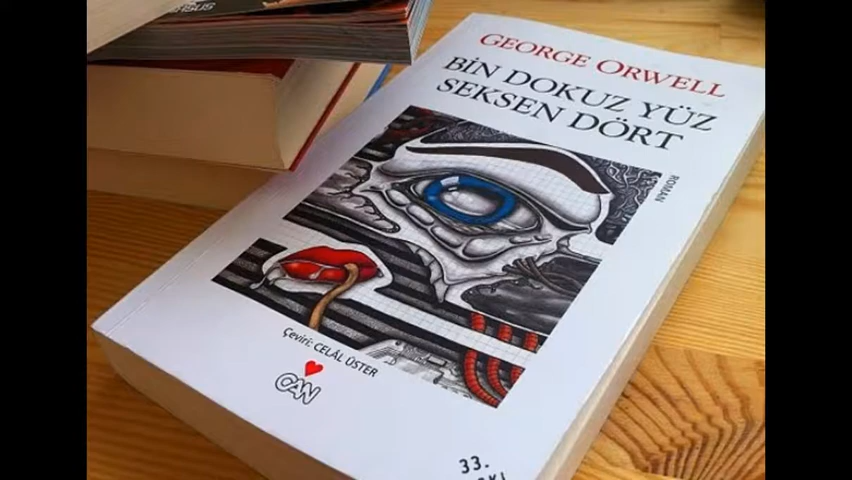 GEORGE ORWELL
BİN DOKUZ YÜZ
SEKSEN DÖRT
ROMAN
Çeviri: CELÂL ÜSTER
CAN
33.